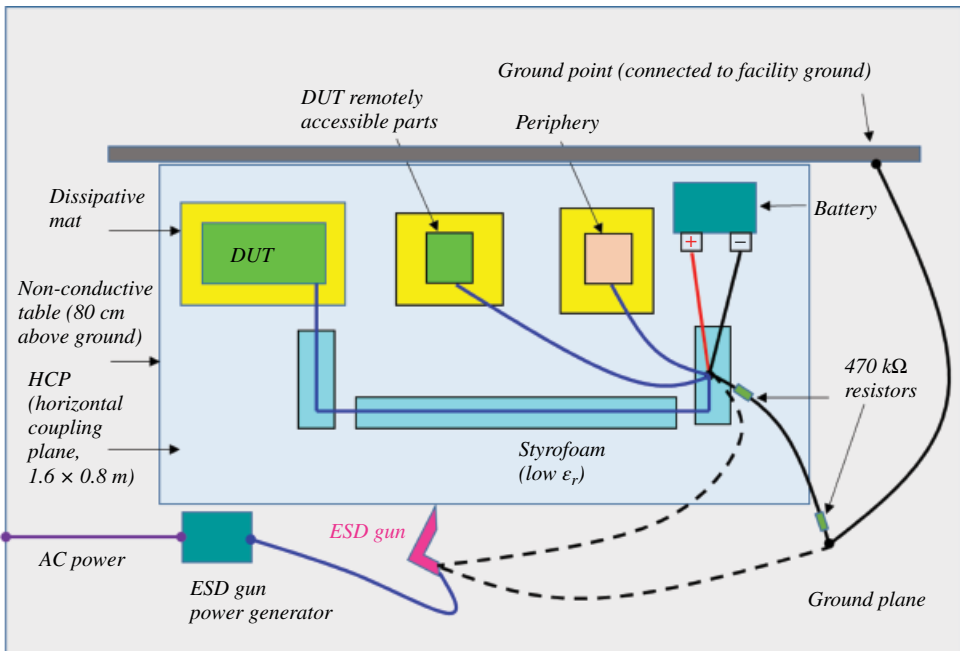 Ground point (connected to facility ground)
DUT remotely
accessible parts
Periphery
Dissipative
mat
Battery
DUT
+
−
Non-conductive
table (80 cm
above ground)
HCP
(horizontal
coupling
plane,
1.6 × 0.8 m)
470 kΩ
resistors
Styrofoam
(low εr)
ESD gun
AC power
ESD gun
power generator
Ground plane